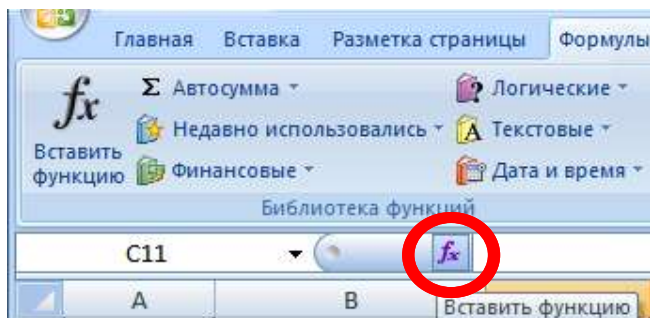 Главная Вставка Разметка страницы Формулы
fx Σ Автосумма Логические
Недавно использовались A Текстовые
Вставить функцию Финансовые Дата и время
Библиотека функций
C11 fx
A B Вставить функцию